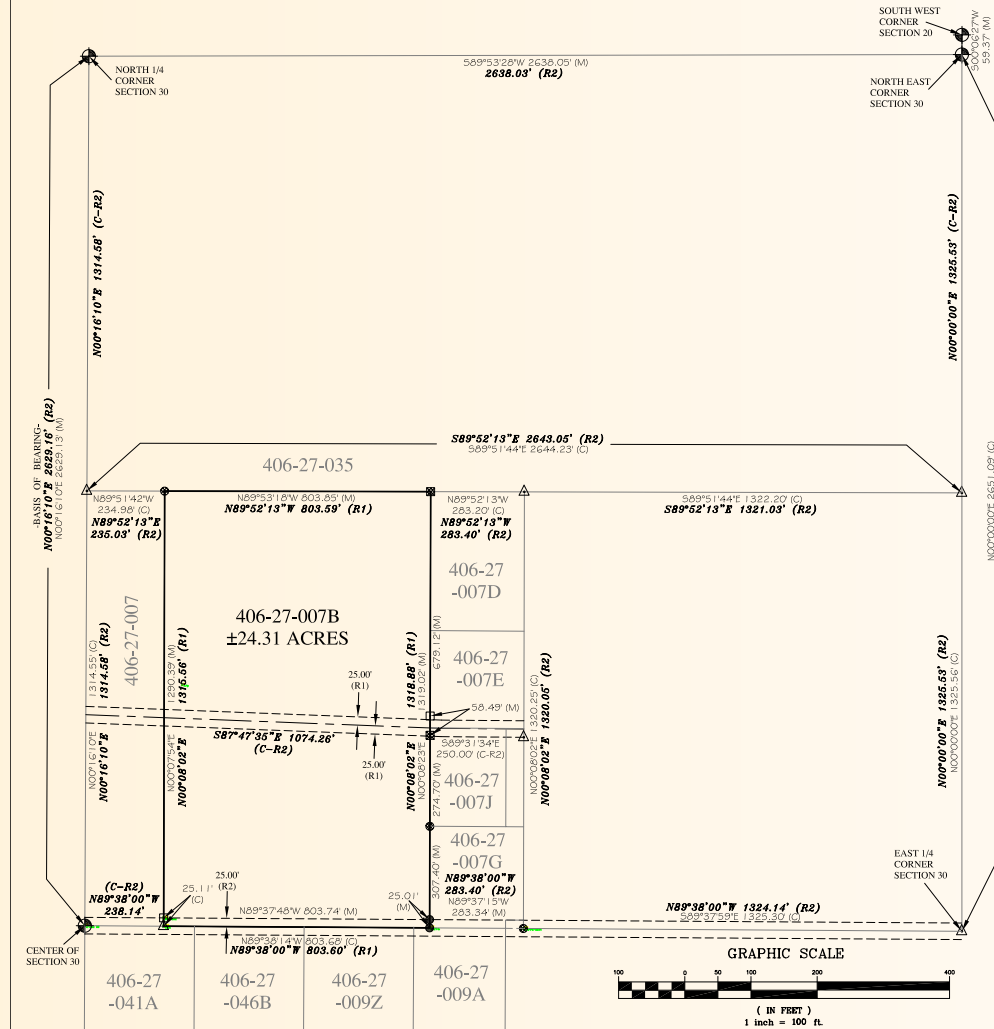 SOUTH WEST
CORNER
SECTION 20
S00°06'27"W
59.37' (M)
NORTH 1/4
CORNER
SECTION 30
S89°53'28"W 2638.05' (M)
2638.03' (R2)
NORTH EAST
CORNER
SECTION 30
N00°16'10"E 1314.58' (C-R2)
N00°00'00"E 1325.53' (C-R2)
-BASIS OF BEARING-
N00°16'10"E 2629.16' (R2)
N00°16'10"E 2629.13' (M)
S89°52'13"E 2643.05' (R2)
S89°51'44"E 2644.23' (C)
N00°00'00"E 2651.09' (C)
406-27-035
N89°51'42"W
234.98' (C)
N89°52'13"E
235.03' (R2)
N89°53'18"W 803.85' (M)
N89°52'13"W 803.59' (R1)
N89°52'13"W
283.20' (C)
N89°52'13"W
283.40' (R2)
S89°51'44"E 1322.20' (C)
S89°52'13"E 1321.03' (R2)
406-27
-007D
406-27-007
406-27-007B
±24.31 ACRES
1314.55' (C)
1314.58' (R2)
1290.39' (M)
1316.56' (R1)
1318.88' (R1)
1319.02' (M)
679.12' (M)
406-27
-007E
1320.25' (C)
1320.05' (R2)
1325.53' (R2)
1325.56' (C)
25.00'
(R1)
58.49' (M)
S87°47'35"E 1074.26'
(C-R2)
25.00'
(R1)
S89°31'34"E
250.00' (C-R2)
N00°16'10"E
N00°16'10"E
N00°07'54"E
N00°08'02"E
N00°08'02"E
N00°08'23"E
274.70' (M)
406-27
-007J
N00°08'02"E
N00°08'02"E
N00°00'00"E
N00°00'00"E
406-27
-007G
307.40' (M)
N89°38'00"W
283.40' (R2)
N89°37'15"W
283.34' (M)
EAST 1/4
CORNER
SECTION 30
(C-R2)
N89°38'00"W
238.14'
25.11'
(C)
25.00'
(R2)
N89°37'48"W 803.74' (M)
25.01'
(M)
N89°38'00"W 1324.14' (R2)
S89°37'59"E 1325.30' (C)
N89°38'14"W 803.68' (C)
N89°38'00"W 803.60' (R1)
CENTER OF
SECTION 30
406-27
-041A
406-27
-046B
406-27
-009Z
406-27
-009A
GRAPHIC SCALE
100 0 50 100 200 400
( IN FEET )
1 inch = 100 ft.